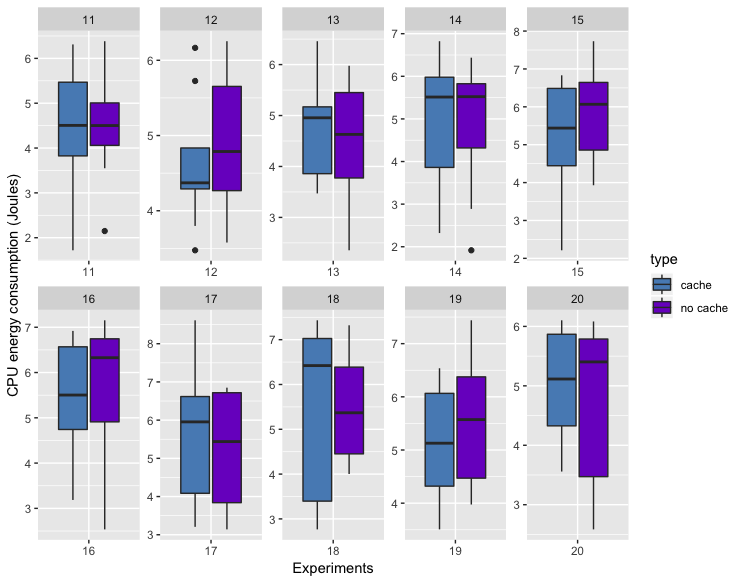 CPU energy consumption (Joules)
11 12 13 14 15
6 5 4 3 2
6 5 4
6 5 4 3
7 6 5 4 3 2
8 7 6 5 4 3 2
11 12 13 14 15
16 17 18 19 20
7 6 5 4 3
8 7 6 5 4 3
7 6 5 4 3
7 6 5 4
6 5 4 3
16 17 18 19 20
Experiments
type
cache
no cache